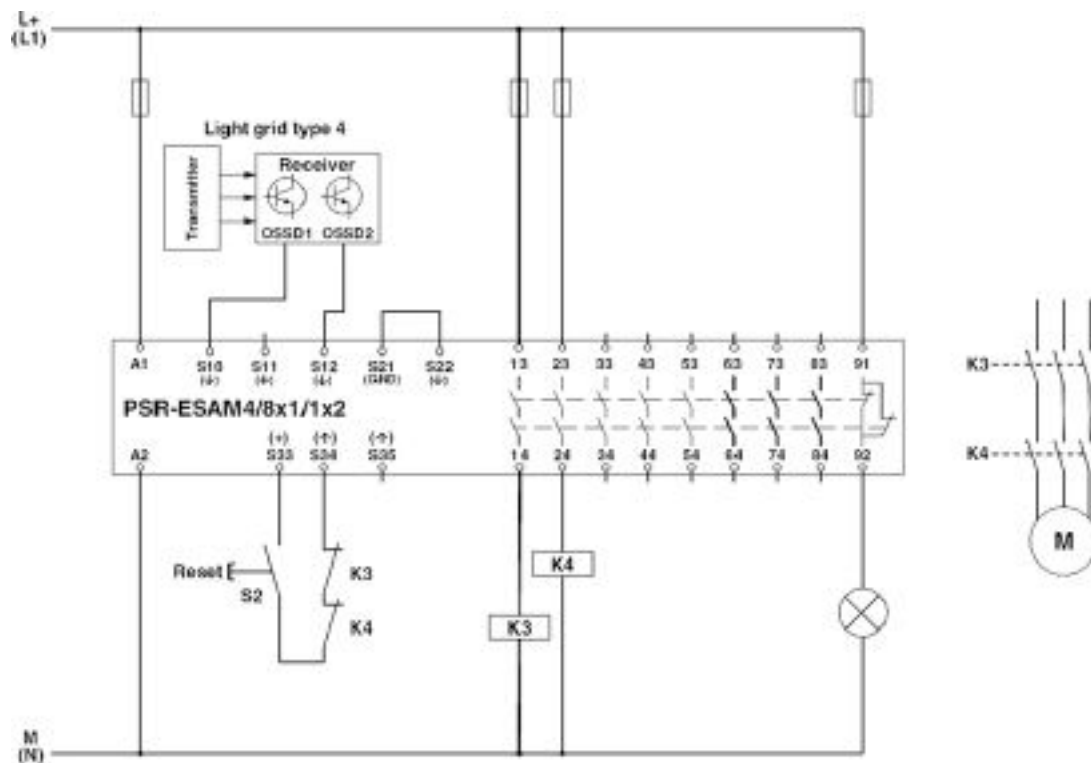 L+
(L1)
Light grid type 4
Transmitter
Receiver
OSSD1 OSSD2
A1 S10 S11 S12 S21 S22 13 23 33 43 53 63 73 83 91
(GND)
PSR-ESAM4/8x1/1x2
(+)
A2 S33 S34 S35 14 24 34 44 54 64 74 84 92
K3
K4
M
Reset
S2
K3
K4
K4
K3
M
(N)